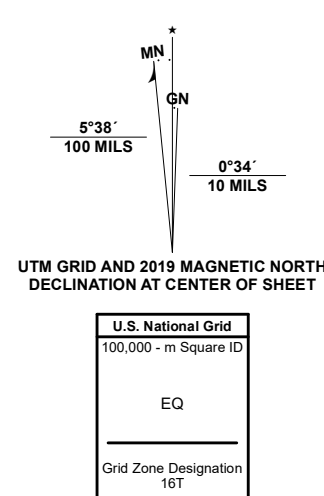 MN
GN
5°38´
100 MILS
0°34´
10 MILS
UTM GRID AND 2019 MAGNETIC NORTH
DECLINATION AT CENTER OF SHEET
U.S. National Grid
100,000 - m Square ID
EQ
Grid Zone Designation
16T